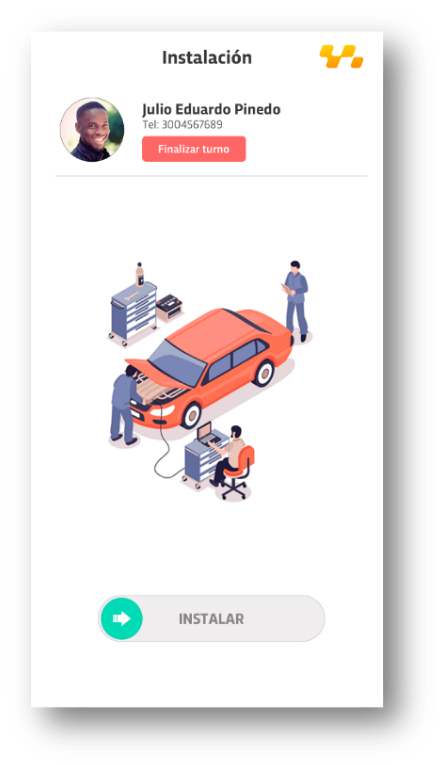 Instalación
Julio Eduardo Pinedo
Tel: 3004567689
Finalizar turno
INSTALAR